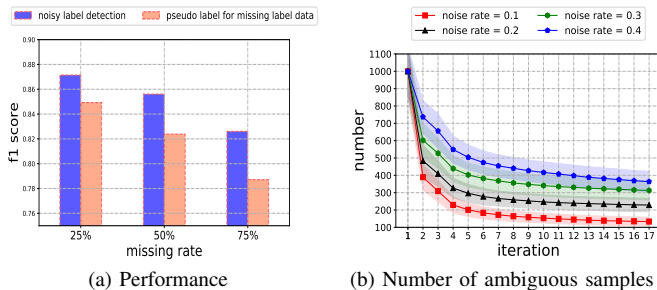 noisy label detection
pseudo label for missing label data
0.90
0.88
0.86
0.84
0.82
0.80
0.78
0.76
f1 score
25%
50%
75%
missing rate
(a) Performance
noise rate = 0.1
noise rate = 0.3
noise rate = 0.2
noise rate = 0.4
1100
1000
900
800
700
600
500
400
300
200
100
number
1 1 2 3 4 5 6 7 8 9 10 11 12 13 14 15 16 17
iteration
(b) Number of ambiguous samples